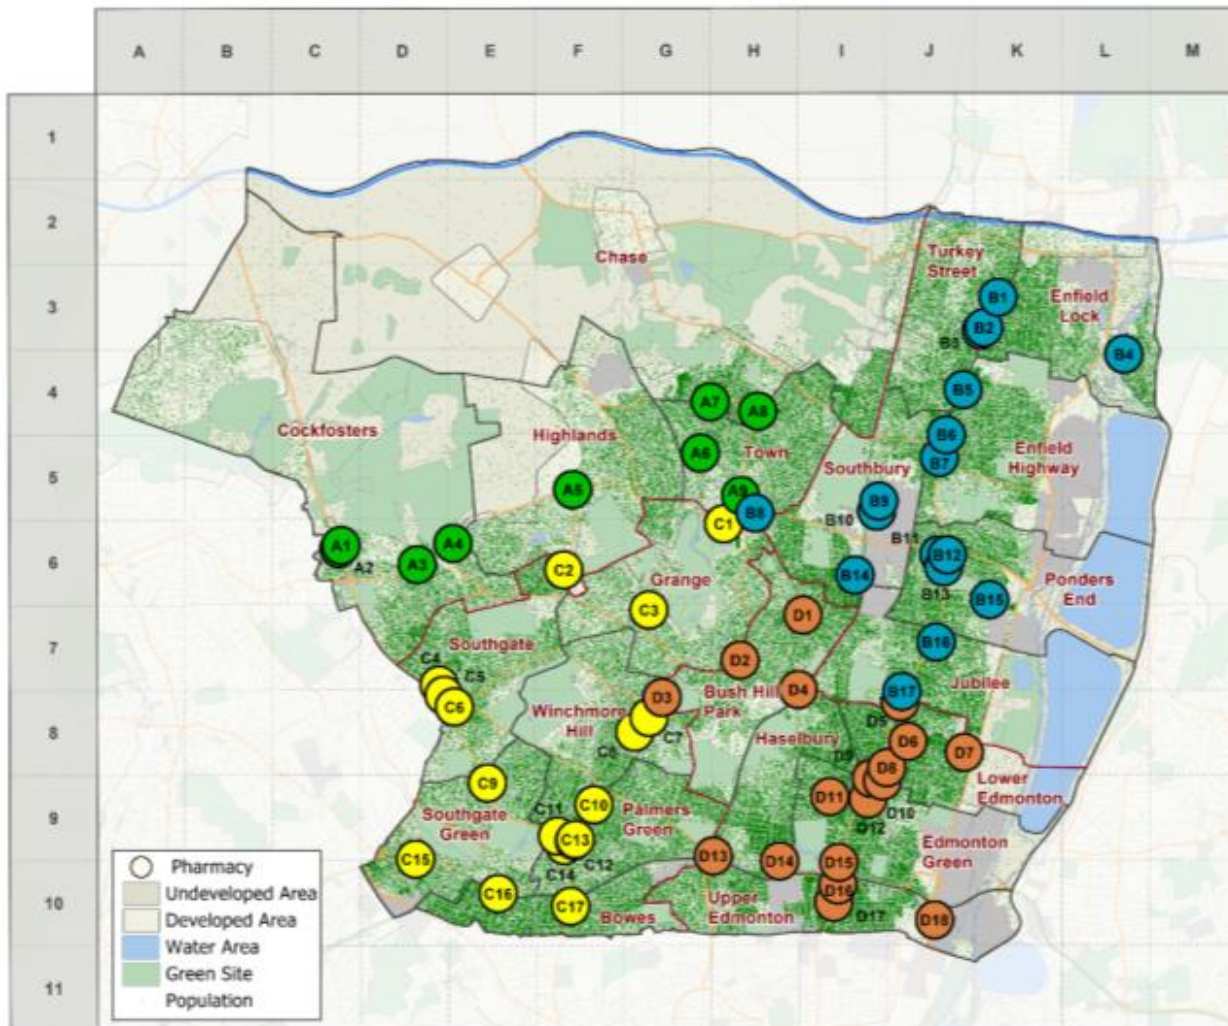 A B C D E F G H I J K L M
1
2
Chase
Turkey
Street
3
B1
Enfield
Lock
B2
B3
B4
4
A7
A8
B5
Cockfosters
Highlands
Town
B6
Enfield
Highway
A6
Southbury
B7
5
A5
A9
B8
B9
C1
B10
B11
A1
A4
B12
6
A2
A3
C2
Grange
B14
B13
Ponders
End
B15
C3
D1
Southgate
7
B16
C4
D2
C5
Bush Hill
Park
D3
D4
B17
Jubilee
C6
Winchmore
Hill
D5
8
C8
C7
Haselbury
D6
D7
D9
D8
C9
Lower
Edmonton
D11
Southgate
Green
C11
C10
Palmers
Green
D10
9
C13
D12
Edmonton
Green
C15
C12
C14
D13
D14
D15
Pharmacy
C16
D16
10
Undeveloped Area
C17
Bowes
Upper
Edmonton
D17
D18
Developed Area
Water Area
Green Site
11
Population